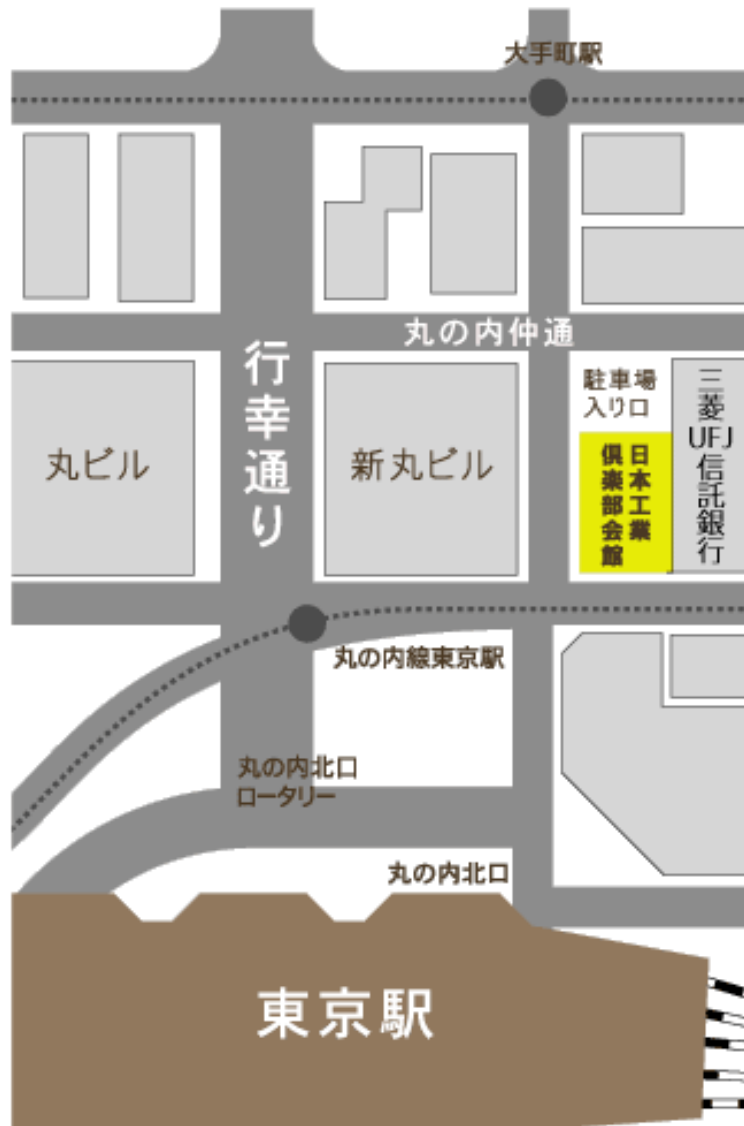 大手町駅
丸の内仲通
行幸通り
丸ビル
新丸ビル
駐車場
入り口
日本工業
倶楽部会館
三菱UFJ信託銀行
丸の内線東京駅
丸の内北口
ロータリー
丸の内北口
東京駅